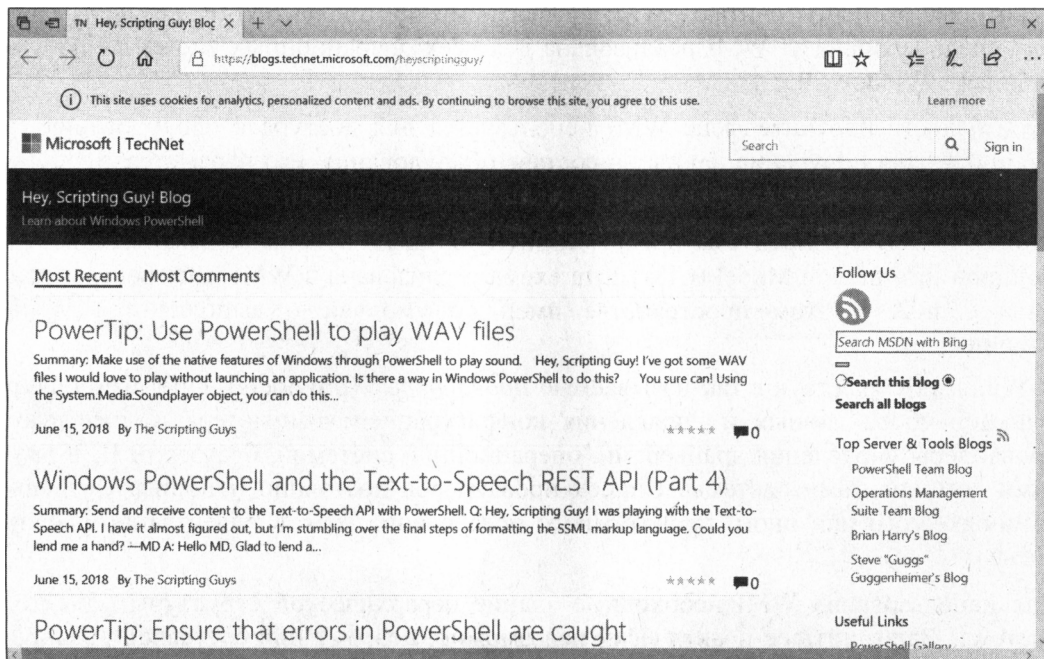 TN Hey, Scripting Guy! Bloc
https://blogs.technet.microsoft.com/heyscriptingguy/
This site uses cookies for analytics, personalized content and ads. By continuing to browse this site, you agree to this use.
Learn more
Microsoft | TechNet
Search
Sign in
Hey, Scripting Guy! Blog
Learn about Windows PowerShell
Most Recent Most Comments
PowerTip: Use PowerShell to play WAV files
Summary: Make use of the native features of Windows through PowerShell to play sound. Hey, Scripting Guy! I've got some WAV
files I would love to play without launching an application. Is there a way in Windows PowerShell to do this? You sure can! Using
the System.Media.Soundplayer object, you can do this...
June 15, 2018 By The Scripting Guys
0
Windows PowerShell and the Text-to-Speech REST API (Part 4)
Summary: Send and receive content to the Text-to-Speech API with PowerShell. Q: Hey, Scripting Guy! I was playing with the Text-to-
Speech API. I have it almost figured out, but I'm stumbling over the final steps of formatting the SSML markup language. Could you
lend me a hand? —MD A: Hello MD, Glad to lend a...
June 15, 2018 By The Scripting Guys
0
PowerTip: Ensure that errors in PowerShell are caught
Follow Us
Search MSDN with Bing
Search this blog
Search all blogs
Top Server & Tools Blogs
PowerShell Team Blog
Operations Management
Suite Team Blog
Brian Harry's Blog
Steve "Guggs"
Guggenheimer's Blog
Useful Links
PowerShell Gallery